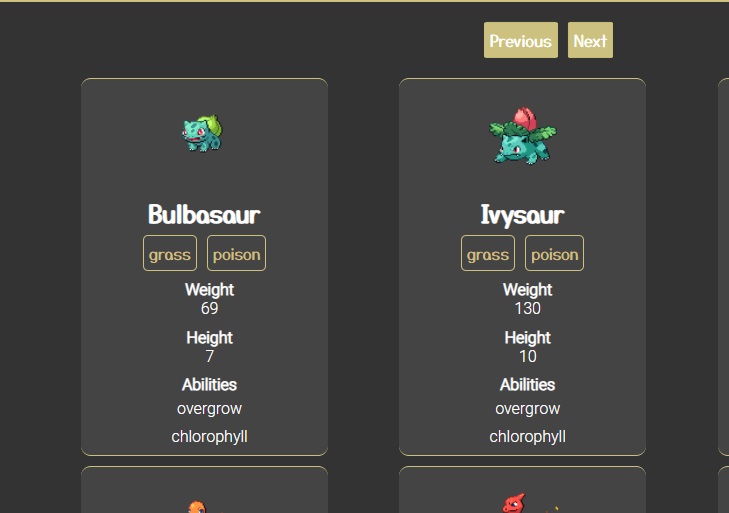 Previous Next
Bulbasaur
grass poison
Weight
69
Height
7
Abilities
overgrow
chlorophyll
Ivysaur
grass poison
Weight
130
Height
10
Abilities
overgrow
chlorophyll